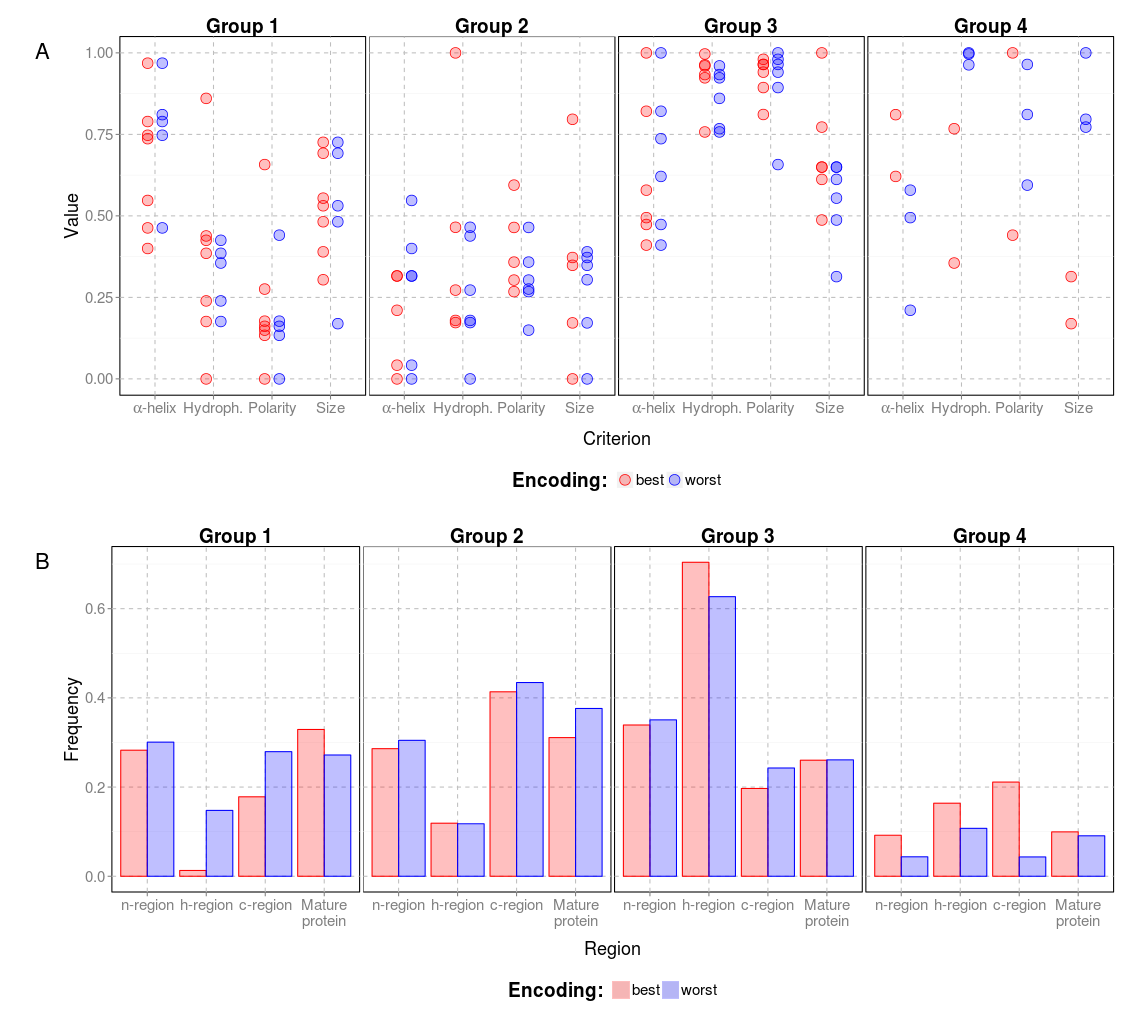 Group 1 Group 2 Group 3 Group 4
A
1.00
0.75
0.50
0.25
0.00
Value
α-helix Hydroph. Polarity Size α-helix Hydroph. Polarity Size α-helix Hydroph. Polarity Size α-helix Hydroph. Polarity Size
Criterion
Encoding: best worst
Group 1 Group 2 Group 3 Group 4
B
0.6
0.4
0.2
0.0
Frequency
n-region h-region c-region Mature n-region h-region c-region Mature n-region h-region c-region Mature n-region h-region c-region Mature
protein protein protein protein
Region
Encoding: best worst